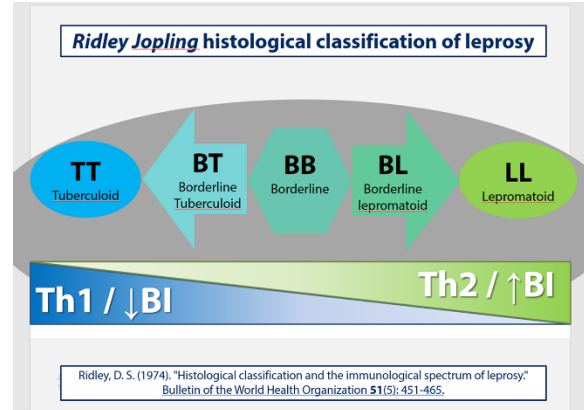 Ridley Jopling histological classification of leprosy
TT
Tuberculoid
BT
Borderline
Tuberculoid
BB
Borderline
BL
Borderline
lepromatoid
LL
Lepromatoid
Th1 / ↓BI
Th2 / ↑BI
Ridley, D. S. (1974). "Histological classification and the immunological spectrum of leprosy."
Bulletin of the World Health Organization 51(5): 451-465.